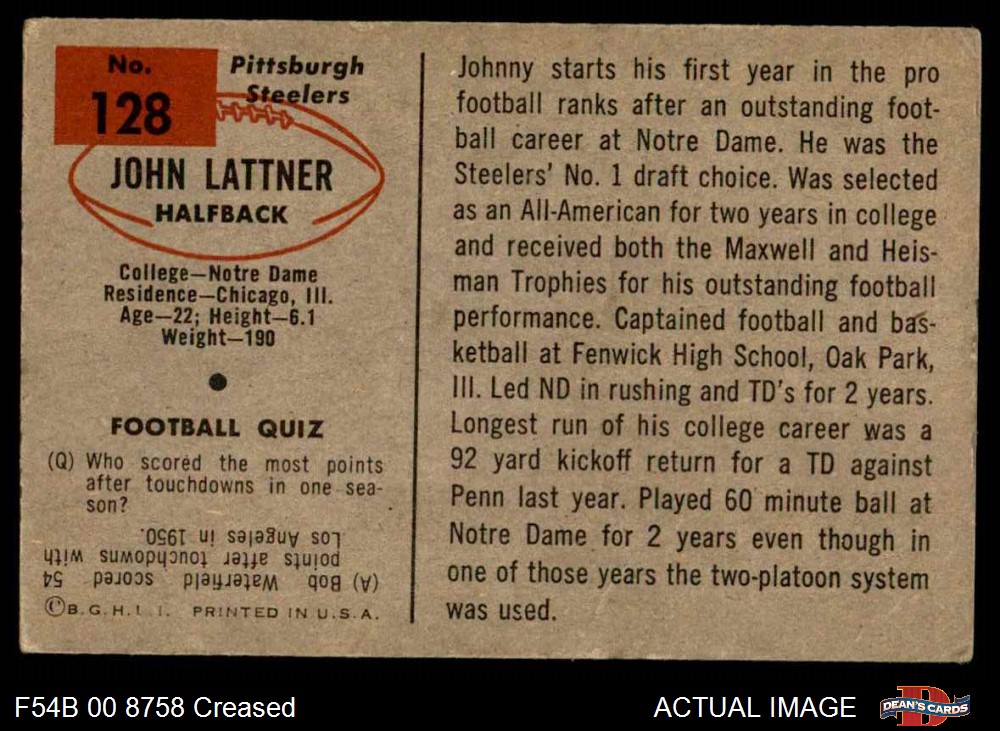 No.
128
Pittsburgh
Steelers
JOHN LATTNER
HALFBACK
College—Notre Dame
Residence—Chicago, Ill.
Age—22; Height—6.1
Weight—190
FOOTBALL QUIZ
(Q) Who scored the most points
after touchdowns in one sea-
son?
(A) Bob Waterfield scored 54
points after touchdowns with
Los Angeles in 1950.
©B.G.H.L.I. PRINTED IN U.S.A.
Johnny starts his first year in the pro
football ranks after an outstanding foot-
ball career at Notre Dame. He was the
Steelers' No. 1 draft choice. Was selected
as an All-American for two years in college
and received both the Maxwell and Heis-
man Trophies for his outstanding football
performance. Captained football and bas-
ketball at Fenwick High School, Oak Park,
Ill. Led ND in rushing and TD's for 2 years.
Longest run of his college career was a
92 yard kickoff return for a TD against
Penn last year. Played 60 minute ball at
Notre Dame for 2 years even though in
one of those years the two-platoon system
was used.
F54B 00 8758 Creased
ACTUAL IMAGE
DEAN'S CARDS